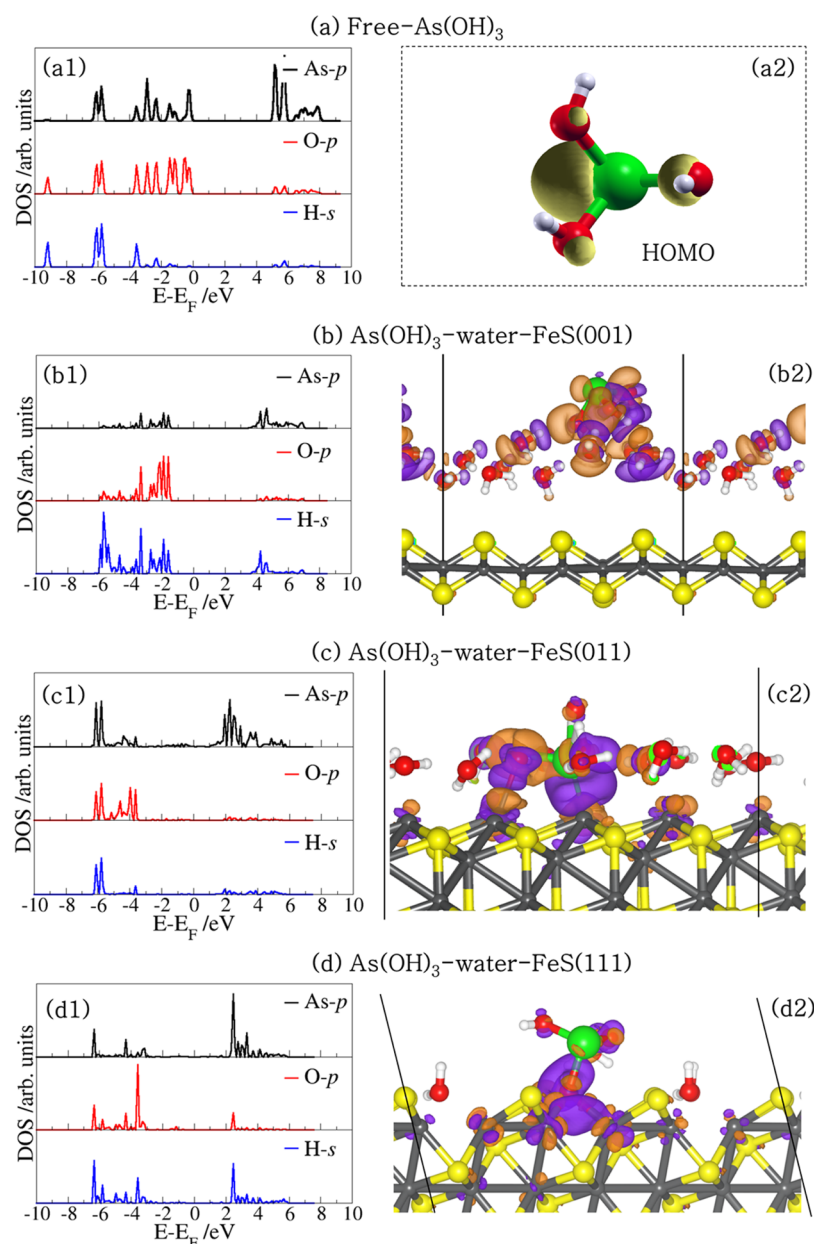 (a) Free-As(OH)3
(a1)
As-p
O-p
H-s
DOS /arb. units
-10 -8 -6 -4 -2 0 2 4 6 8 10
E-EF /eV
(a2)
HOMO
(b) As(OH)3-water-FeS(001)
(b1)
As-p
O-p
H-s
DOS /arb. units
-10 -8 -6 -4 -2 0 2 4 6 8 10
E-EF /eV
(b2)
(c) As(OH)3-water-FeS(011)
(c1)
As-p
O-p
H-s
DOS /arb. units
-10 -8 -6 -4 -2 0 2 4 6 8 10
E-EF /eV
(c2)
(d) As(OH)3-water-FeS(111)
(d1)
As-p
O-p
H-s
DOS /arb. units
-10 -8 -6 -4 -2 0 2 4 6 8 10
E-EF /eV
(d2)